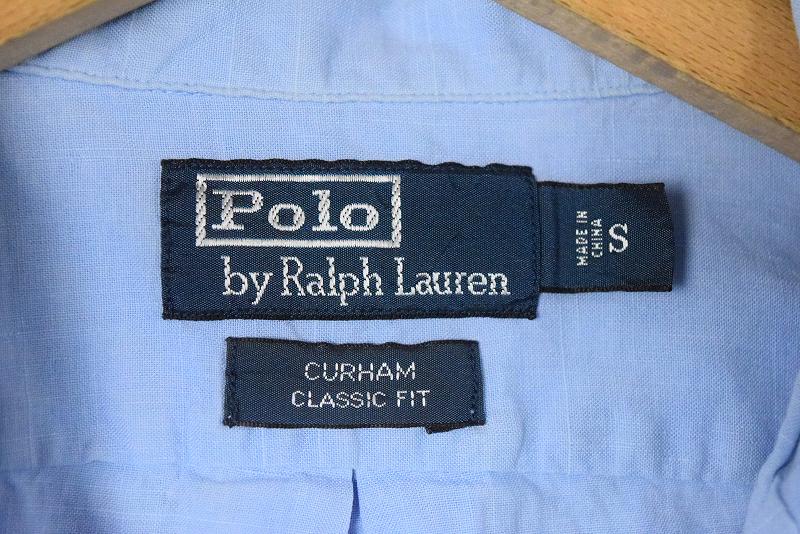 Polo
by Ralph Lauren
MADE IN
CHINA
S
CURHAM
CLASSIC FIT